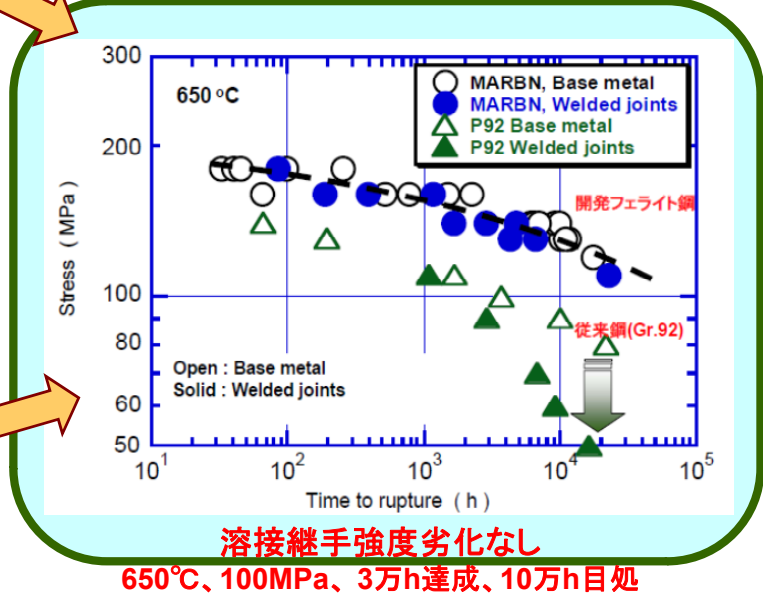 300
200
100
80
60
50
Stress ( MPa )
650 ℃
MARBN, Base metal
MARBN, Welded joints
P92 Base metal
P92 Welded joints
開発フェライト鋼
従来鋼(Gr.92)
Open : Base metal
Solid : Welded joints
10¹ 10² 10³ 10⁴ 10⁵
Time to rupture ( h )
溶接継手強度劣化なし
650℃、100MPa、3万h達成、10万h目処